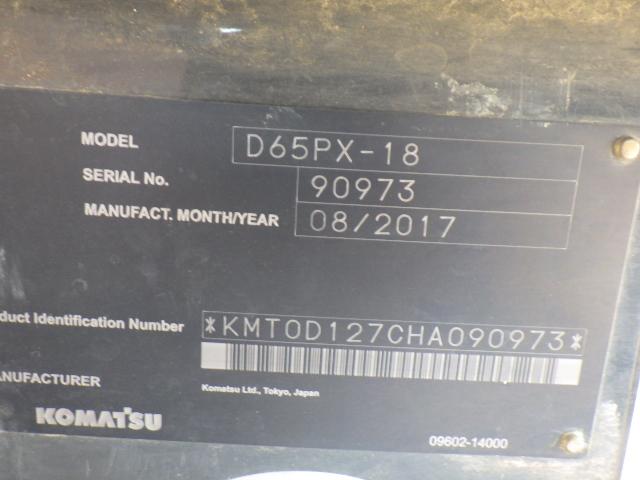 MODEL D65PX-18
SERIAL No. 90973
MANUFACT. MONTH/YEAR 08/2017
duct Identification Number *KMT0D127CHA090973*
ANUFACTURER
Komatsu Ltd., Tokyo, Japan
KOMATSU
09602-14000